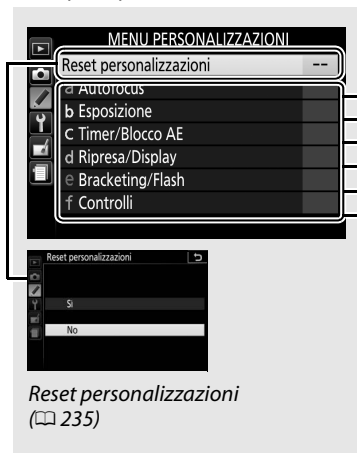 MENU PERSONALIZZAZIONI
Reset personalizzazioni --
a Autofocus
b Esposizione
c Timer/Blocco AE
d Ripresa/Display
e Bracketing/Flash
f Controlli
Reset personalizzazioni
Sì
No
Reset personalizzazioni
(📖 235)